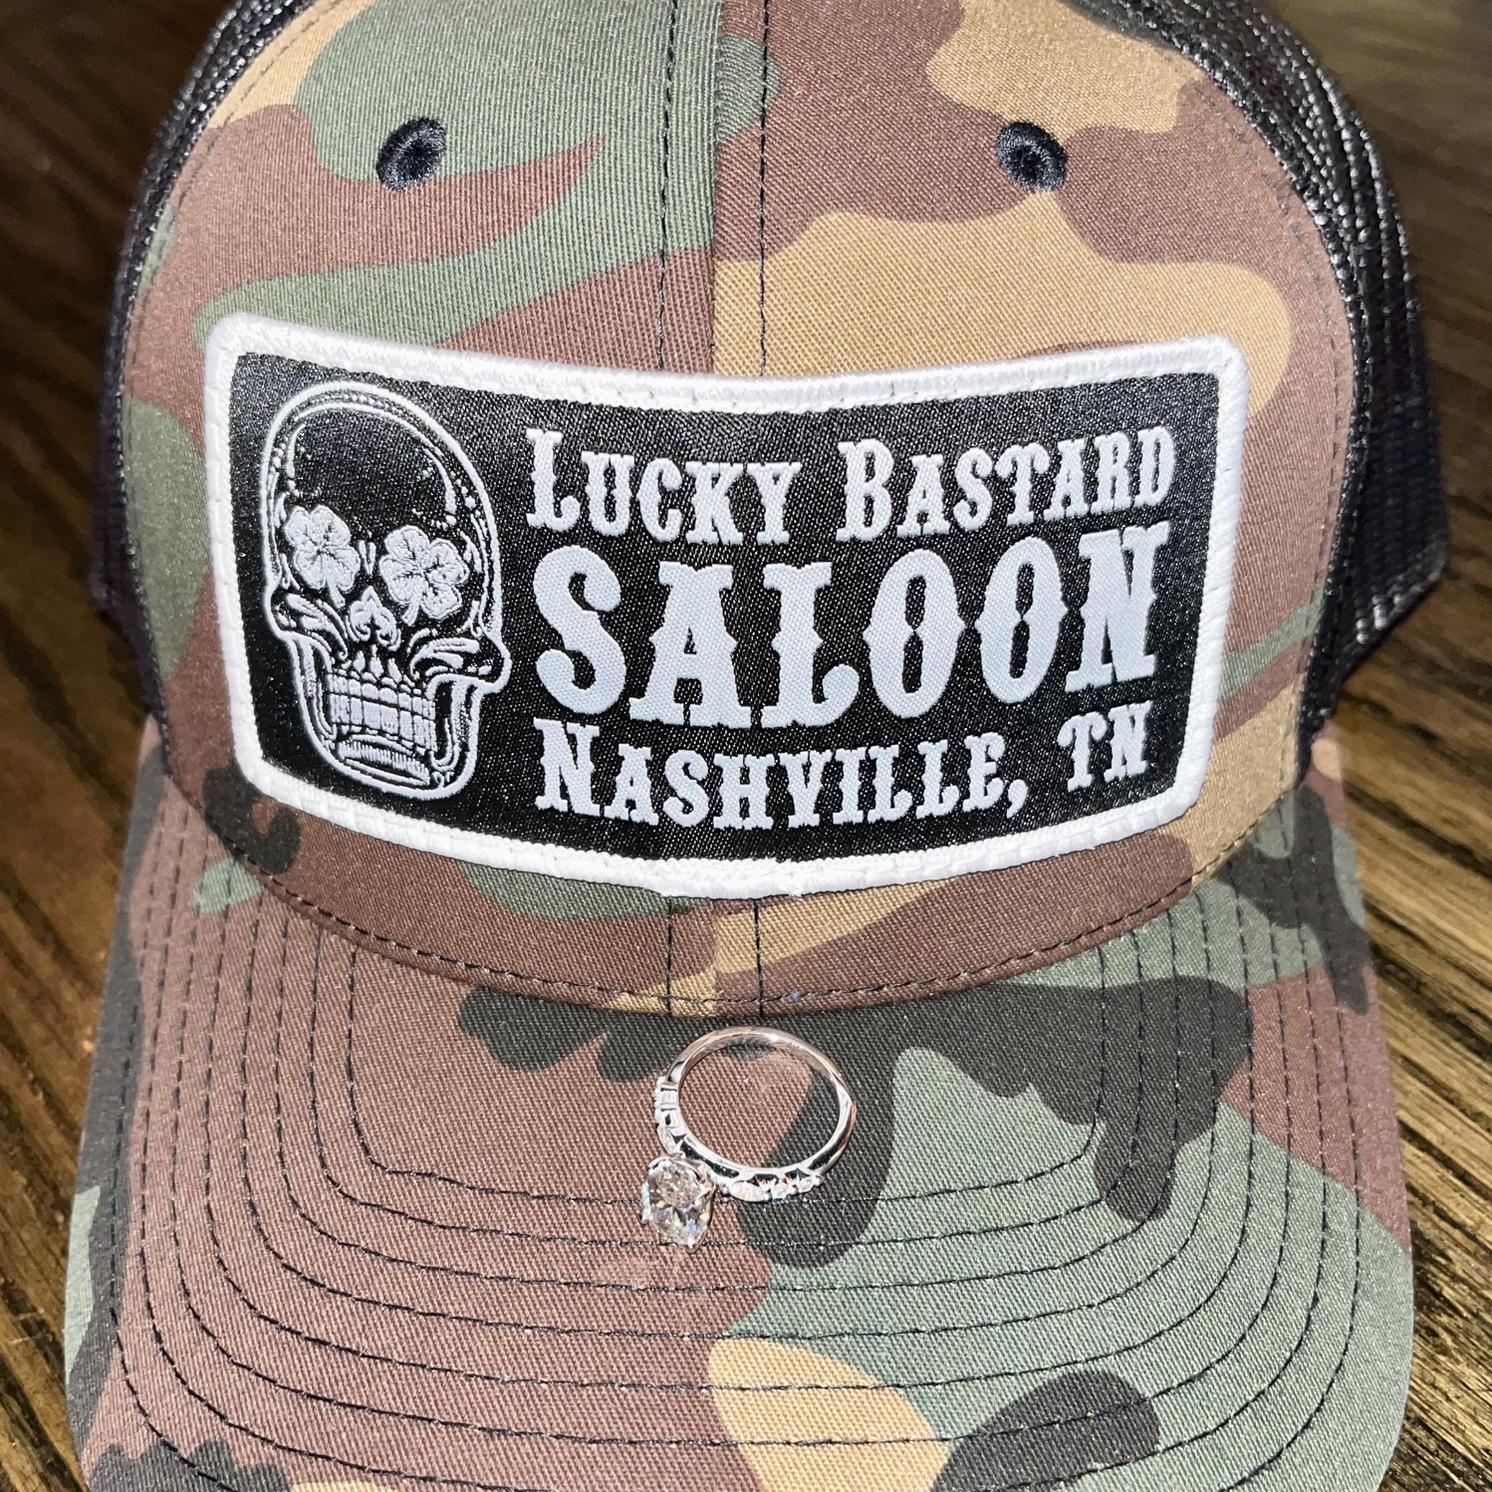 Lucky Bastard
SALOON
Nashville, TN